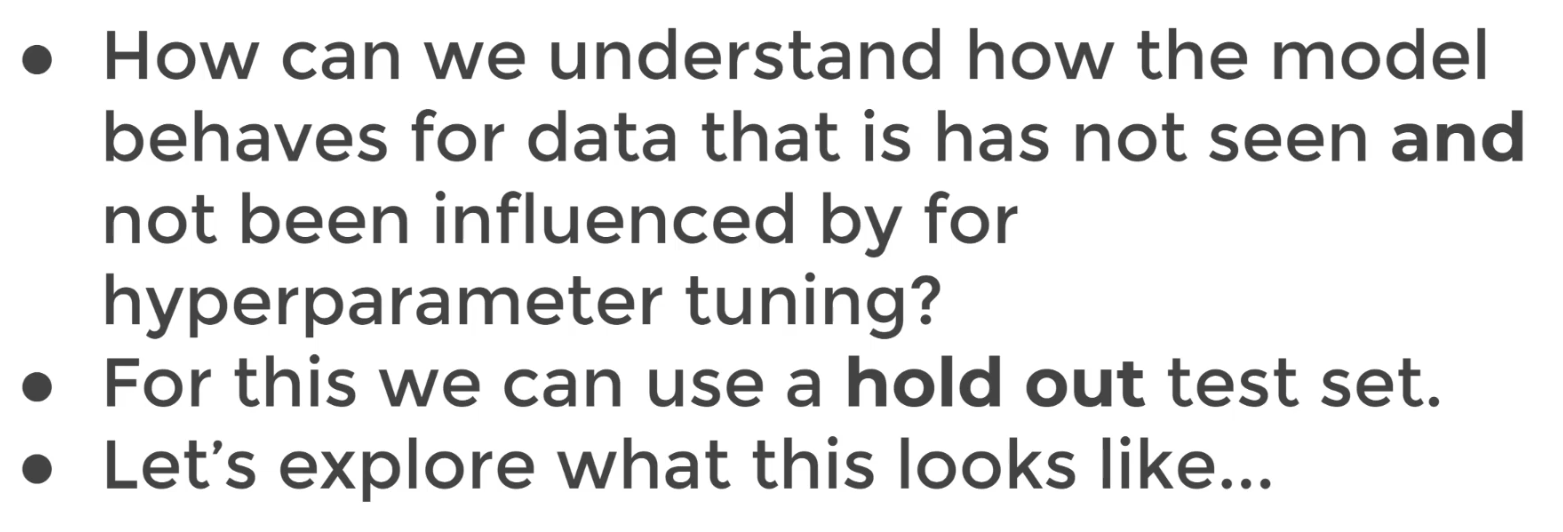 ● How can we understand how the model
behaves for data that is has not seen and
not been influenced by for
hyperparameter tuning?
● For this we can use a hold out test set.
● Let’s explore what this looks like...